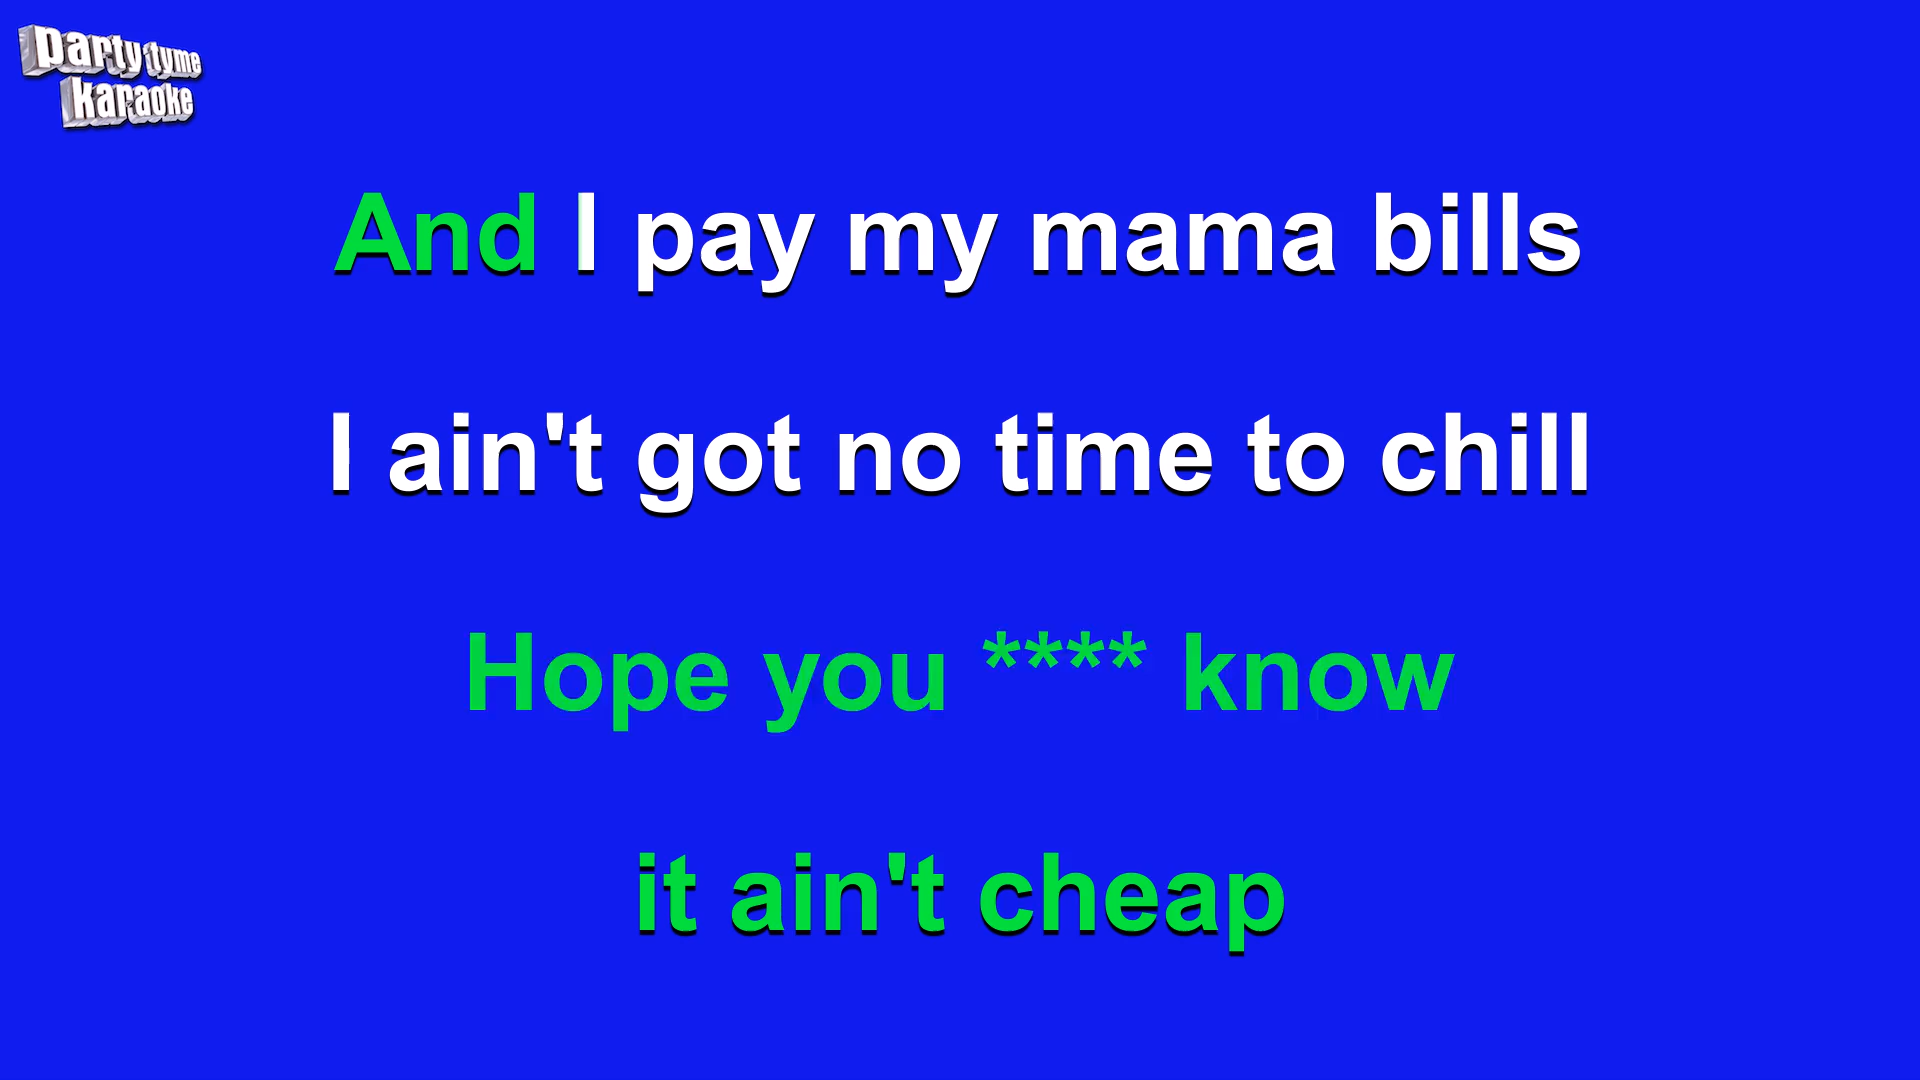 party tyme
karaoke
And I pay my mama bills
I ain't got no time to chill
Hope you **** know
it ain't cheap